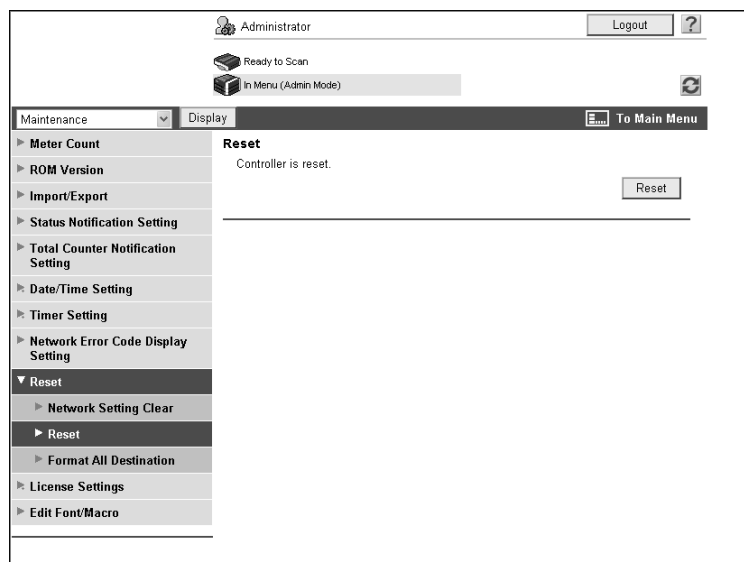 Administrator
Logout
?
Ready to Scan
In Menu (Admin Mode)
Maintenance
Display
To Main Menu
Meter Count
ROM Version
Import/Export
Status Notification Setting
Total Counter Notification
Setting
Date/Time Setting
Timer Setting
Network Error Code Display
Setting
Reset
Network Setting Clear
Reset
Format All Destination
License Settings
Edit Font/Macro
Reset
Controller is reset.
Reset